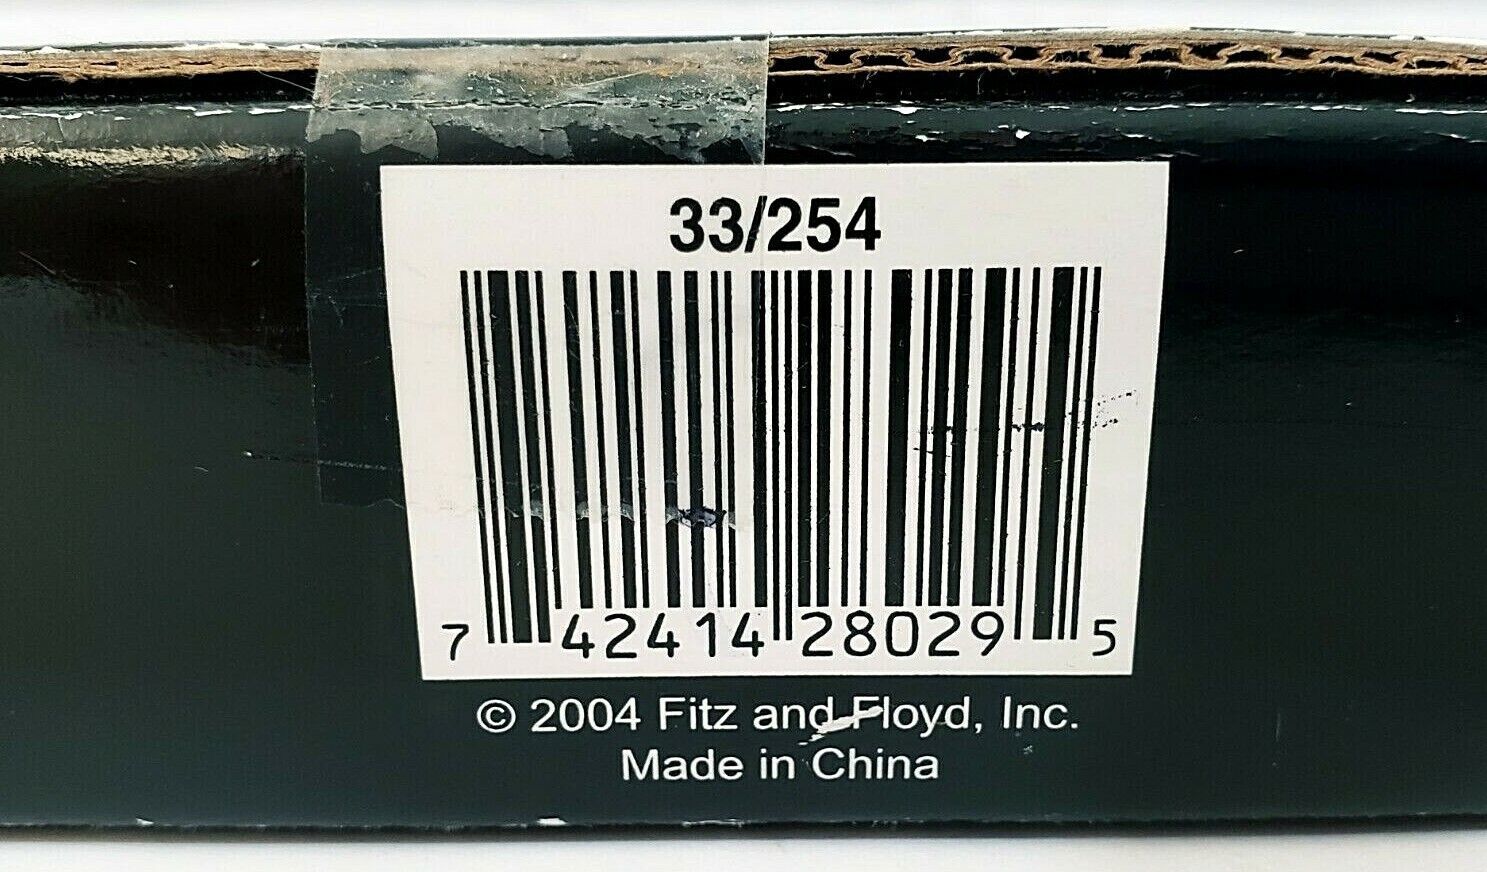 33/254
7 42414 28029 5
© 2004 Fitz and Floyd, Inc.
Made in China